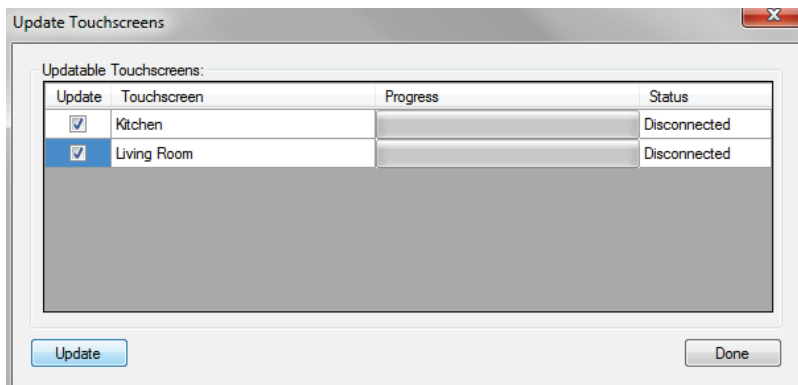 Update Touchscreens
X
Updatable Touchscreens:
Update Touchscreen Progress Status
Kitchen Disconnected
Living Room Disconnected
Update Done